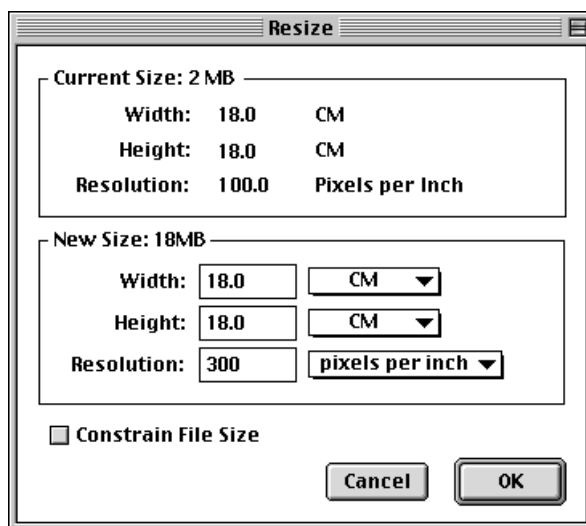 Resize
Current Size: 2 MB
Width: 18.0 CM
Height: 18.0 CM
Resolution: 100.0 Pixels per Inch
New Size: 18MB
Width: 18.0 CM
Height: 18.0 CM
Resolution: 300 pixels per inch
Constrain File Size
Cancel OK